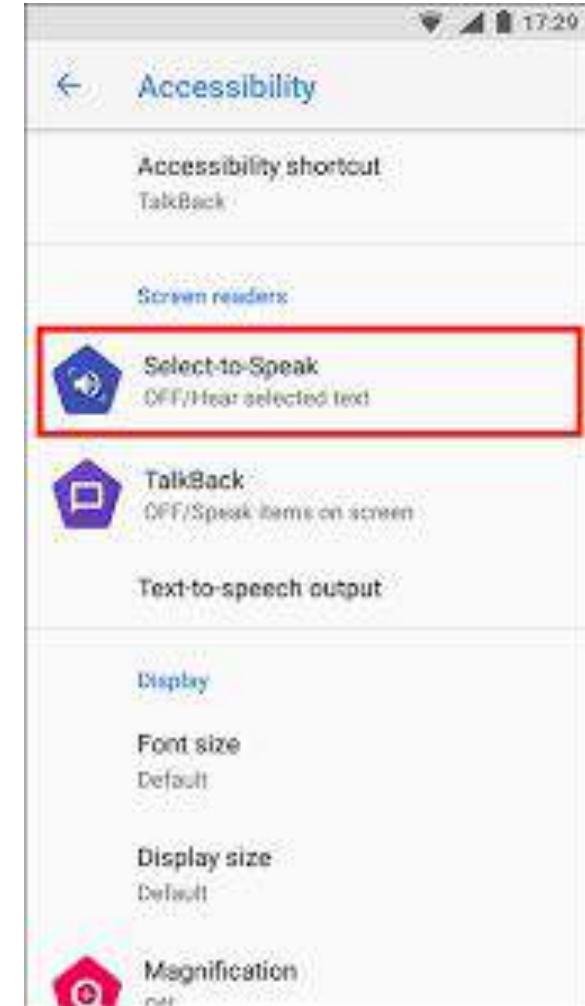 17:29
Accessibility
Accessibility shortcut
TalkBack
Screen readers
Select-to-Speak
OFF/Hear selected text
TalkBack
OFF/Speak items on screen
Text-to-speech output
Display
Font size
Default
Display size
Default
Magnification
Off